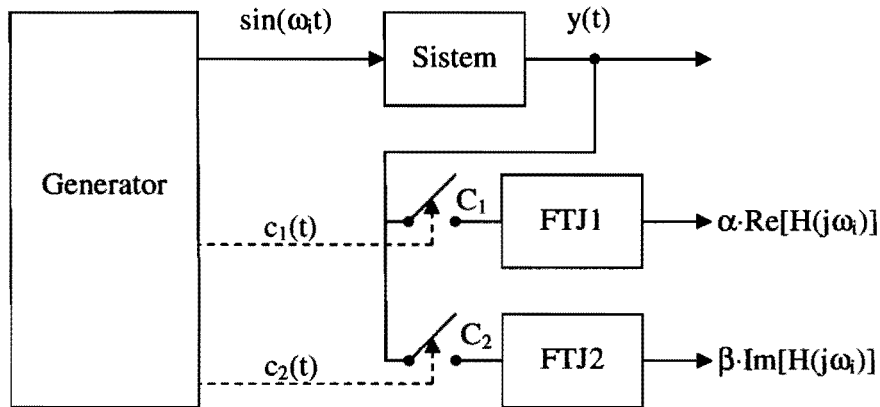 sin(ωᵢt)
y(t)
Sistem
Generator
C₁
FTJ1
α·Re[H(jωᵢ)]
c₁(t)
C₂
FTJ2
β·Im[H(jωᵢ)]
c₂(t)